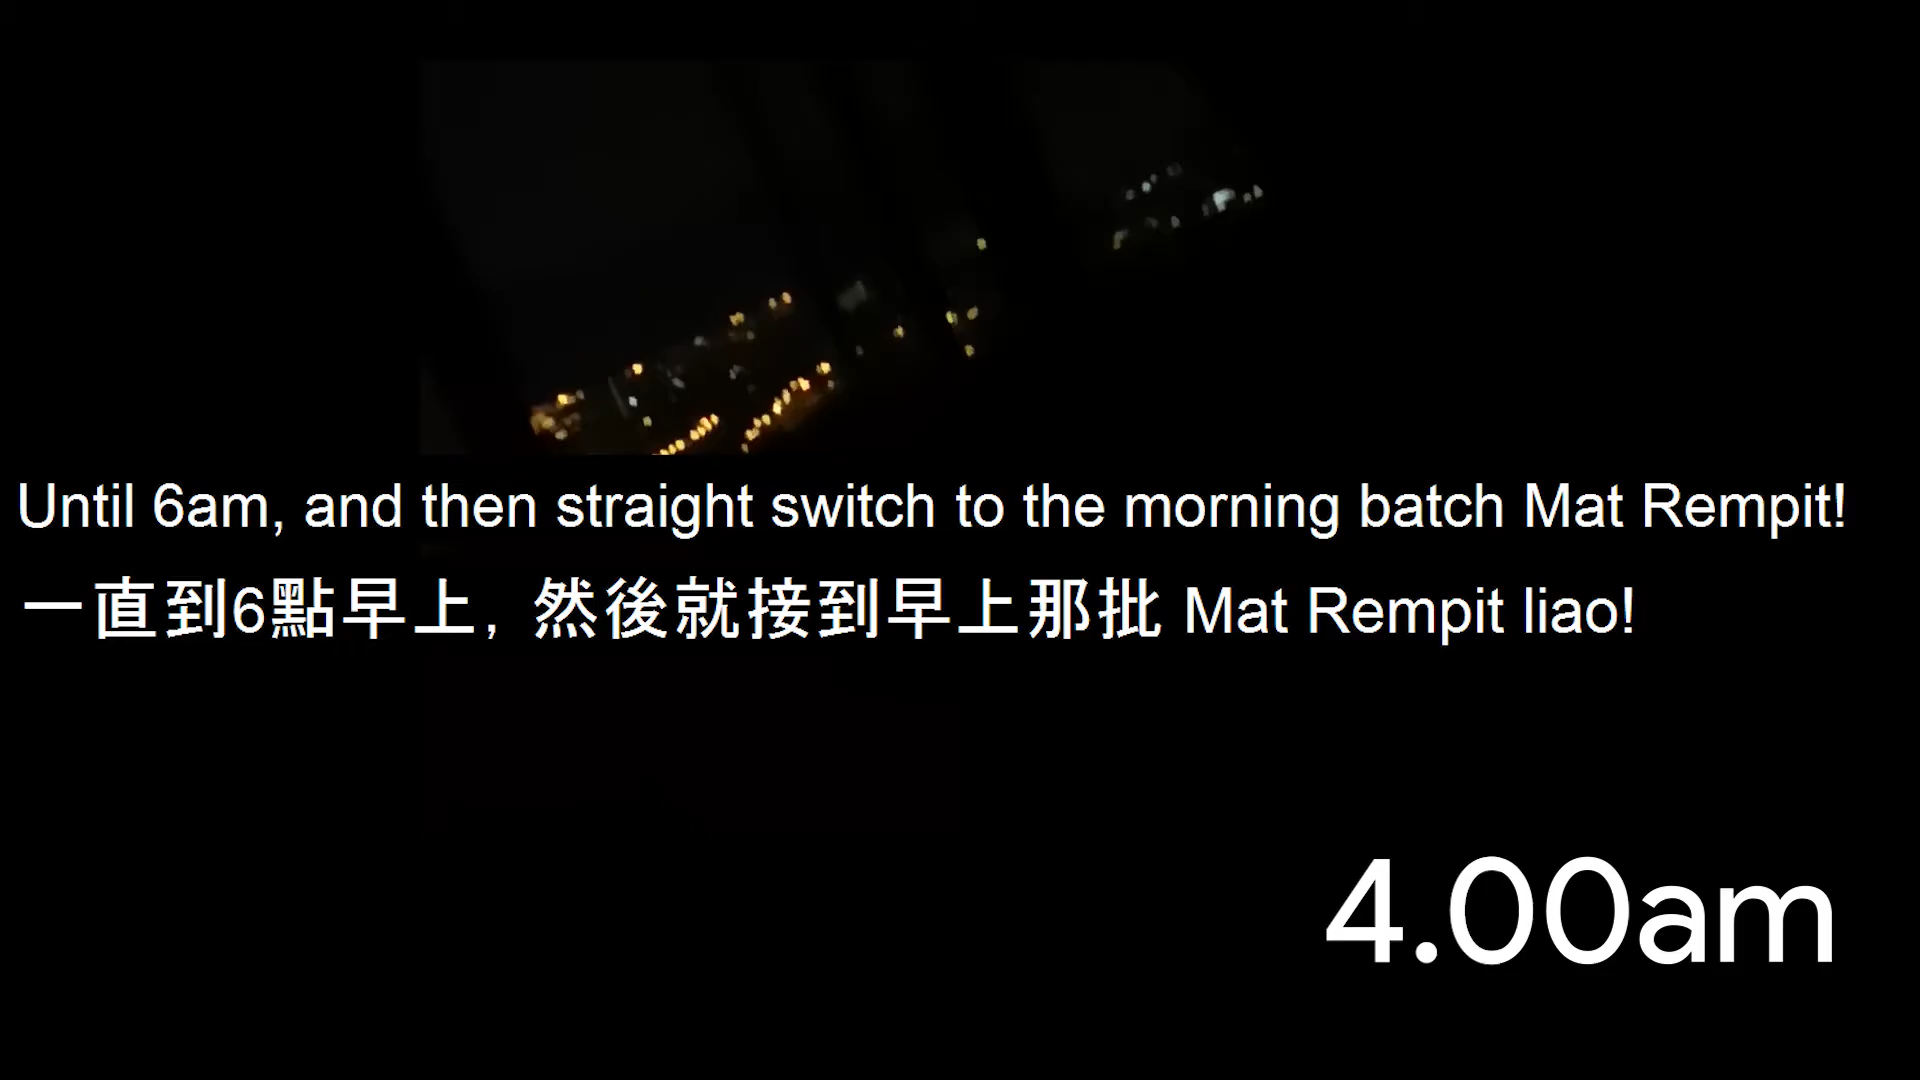 Until 6am, and then straight switch to the morning batch Mat Rempit!
一直到6點早上, 然後就接到早上那批 Mat Rempit liao!
4.00am